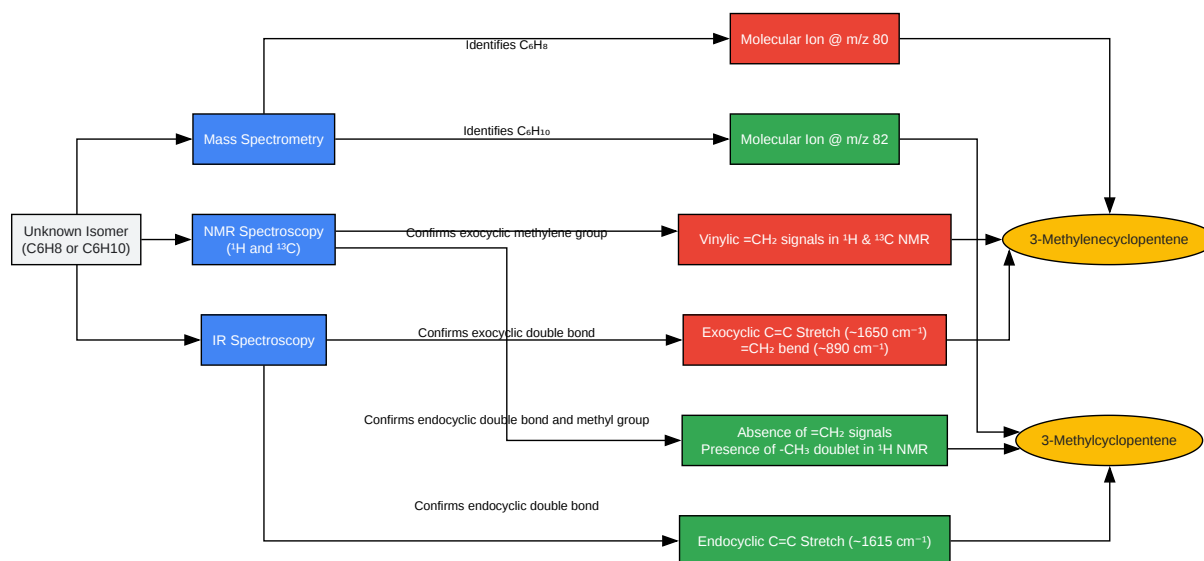 Identifies C₆H₈
Molecular Ion @ m/z 80
Mass Spectrometry
Identifies C₆H₁₀
Molecular Ion @ m/z 82
Unknown Isomer
(C6H8 or C6H10)
NMR Spectroscopy
(¹H and ¹³C)
Confirms exocyclic methylene group
Vinylic =CH₂ signals in ¹H & ¹³C NMR
3-Methylenecyclopentene
IR Spectroscopy
Confirms exocyclic double bond
Exocyclic C=C Stretch (~1650 cm⁻¹)
=CH₂ bend (~890 cm⁻¹)
Confirms endocyclic double bond and methyl group
Absence of =CH₂ signals
Presence of -CH₃ doublet in ¹H NMR
3-Methylcyclopentene
Confirms endocyclic double bond
Endocyclic C=C Stretch (~1615 cm⁻¹)